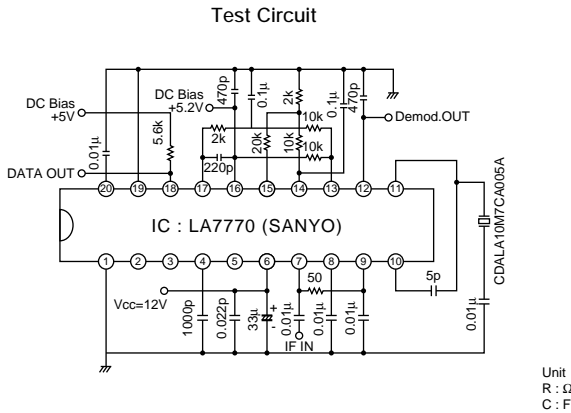 Test Circuit
DC Bias
+5V
DC Bias
+5.2V
470p
0.1μ
2k
0.1μ
470p
Demod.OUT
0.01μ
5.6k
2k
20k
10k
10k
10k
220p
DATA OUT
20 19 18 17 16 15 14 13 12 11
IC : LA7770 (SANYO)
1 2 3 4 5 6 7 8 9 10
CDALA10M7CA005A
Vcc=12V
1000p
0.022p
33μ
+
-
0.01μ
50
0.01μ
0.01μ
5p
0.01μ
IF IN
Unit
R : Ω
C : F